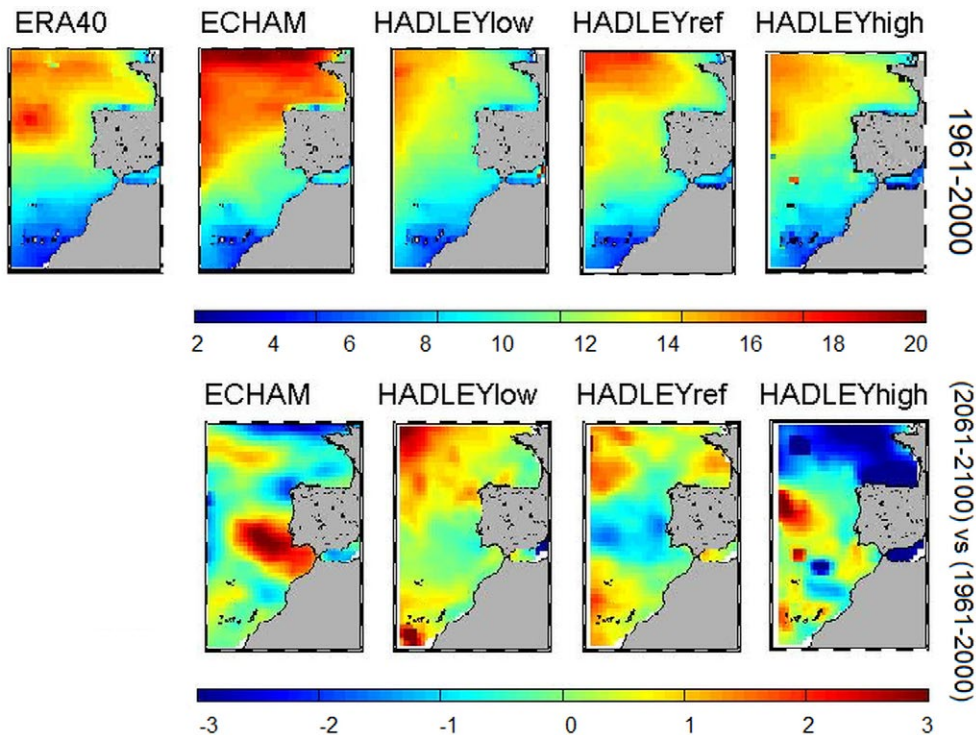 ERA40 ECHAM HADLEYlow HADLEYref HADLEYhigh
1961-2000
2 4 6 8 10 12 14 16 18 20
ECHAM HADLEYlow HADLEYref HADLEYhigh
(2061-2100) vs (1961-2000)
-3 -2 -1 0 1 2 3